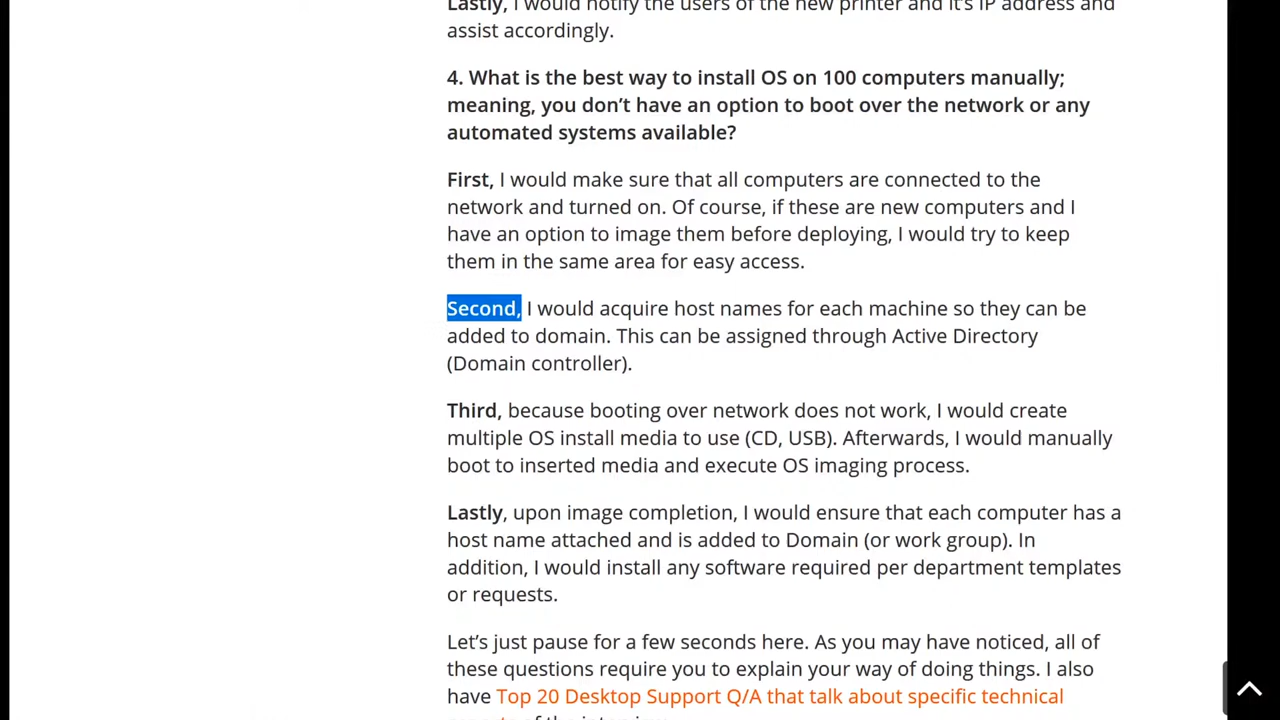 Lastly, I would notify the users of the new printer and it's IP address and
assist accordingly.
4. What is the best way to install OS on 100 computers manually;
meaning, you don’t have an option to boot over the network or any
automated systems available?
First, I would make sure that all computers are connected to the
network and turned on. Of course, if these are new computers and I
have an option to image them before deploying, I would try to keep
them in the same area for easy access.
Second, I would acquire host names for each machine so they can be
added to domain. This can be assigned through Active Directory
(Domain controller).
Third, because booting over network does not work, I would create
multiple OS install media to use (CD, USB). Afterwards, I would manually
boot to inserted media and execute OS imaging process.
Lastly, upon image completion, I would ensure that each computer has a
host name attached and is added to Domain (or work group). In
addition, I would install any software required per department templates
or requests.
Let’s just pause for a few seconds here. As you may have noticed, all of
these questions require you to explain your way of doing things. I also
have Top 20 Desktop Support Q/A that talk about specific technical
of the interview